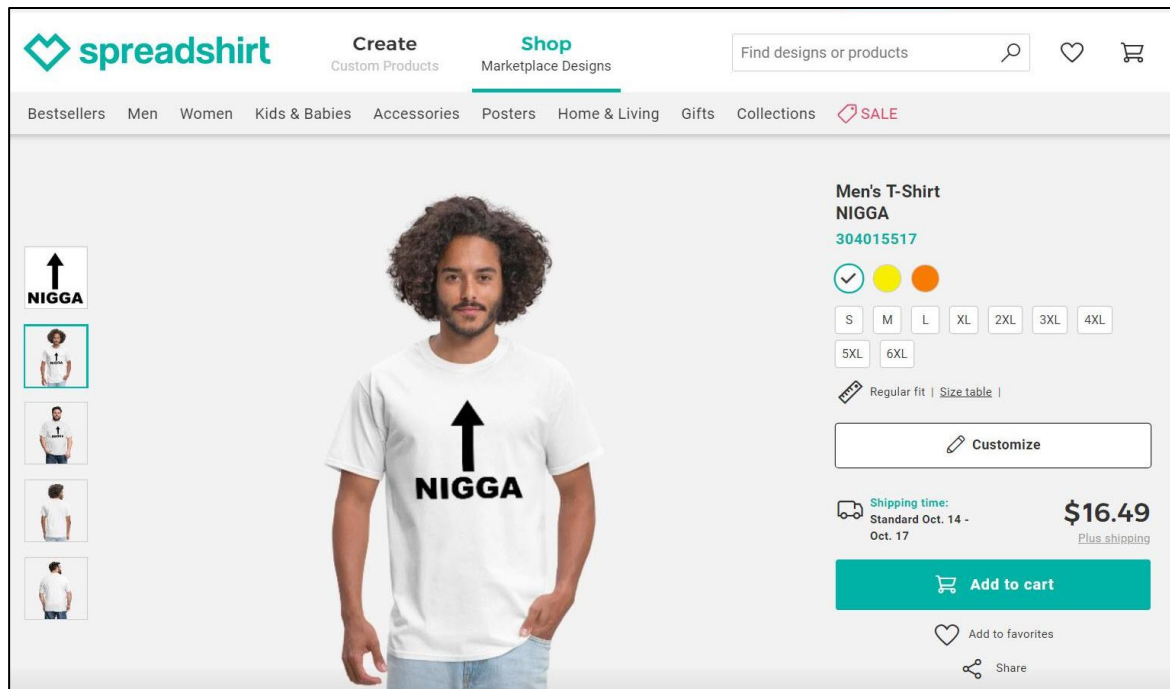 spreadshirt
Create
Custom Products
Shop
Marketplace Designs
Find designs or products
Bestsellers Men Women Kids & Babies Accessories Posters Home & Living Gifts Collections SALE
Men's T-Shirt
NIGGA
304015517
S M L XL 2XL 3XL 4XL
5XL 6XL
Regular fit | Size table |
Customize
Shipping time:
Standard Oct. 14 -
Oct. 17
$16.49
Plus shipping
Add to cart
Add to favorites
Share
NIGGA
NIGGA